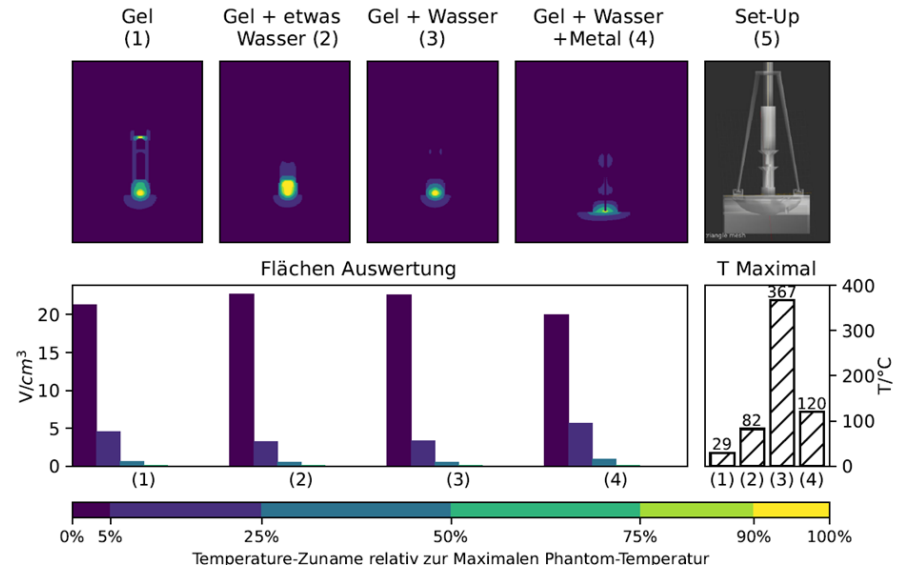 Gel
(1)
Gel + etwas
Wasser (2)
Gel + Wasser
(3)
Gel + Wasser
+Metal (4)
Set-Up
(5)
triangle mesh
Flächen Auswertung
T Maximal
V/cm³
20
15
10
5
0
(1)
(2)
(3)
(4)
29
82
367
120
(1)
(2)
(3)
(4)
400
300
200
100
0
T/°C
0%
5%
25%
50%
75%
90%
100%
Temperature-Zuname relativ zur Maximalen Phantom-Temperatur